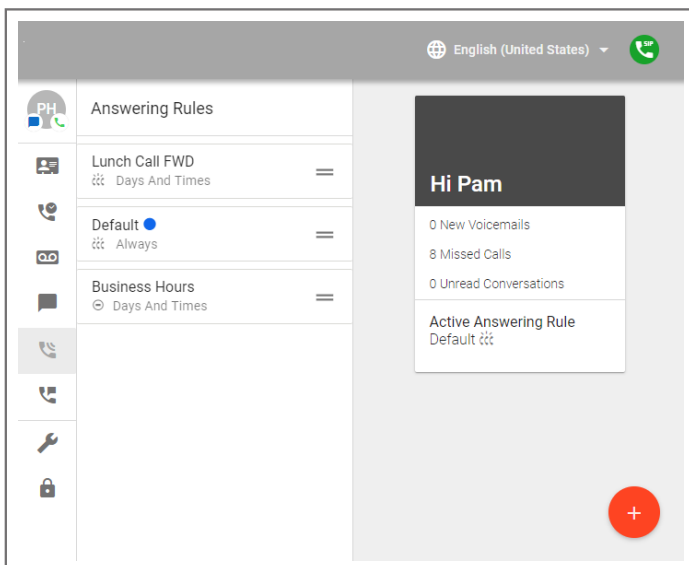 English (United States)
SIP
PH
Answering Rules
Lunch Call FWD
Days And Times
Default
Always
Business Hours
Days And Times
Hi Pam
0 New Voicemails
8 Missed Calls
0 Unread Conversations
Active Answering Rule
Default